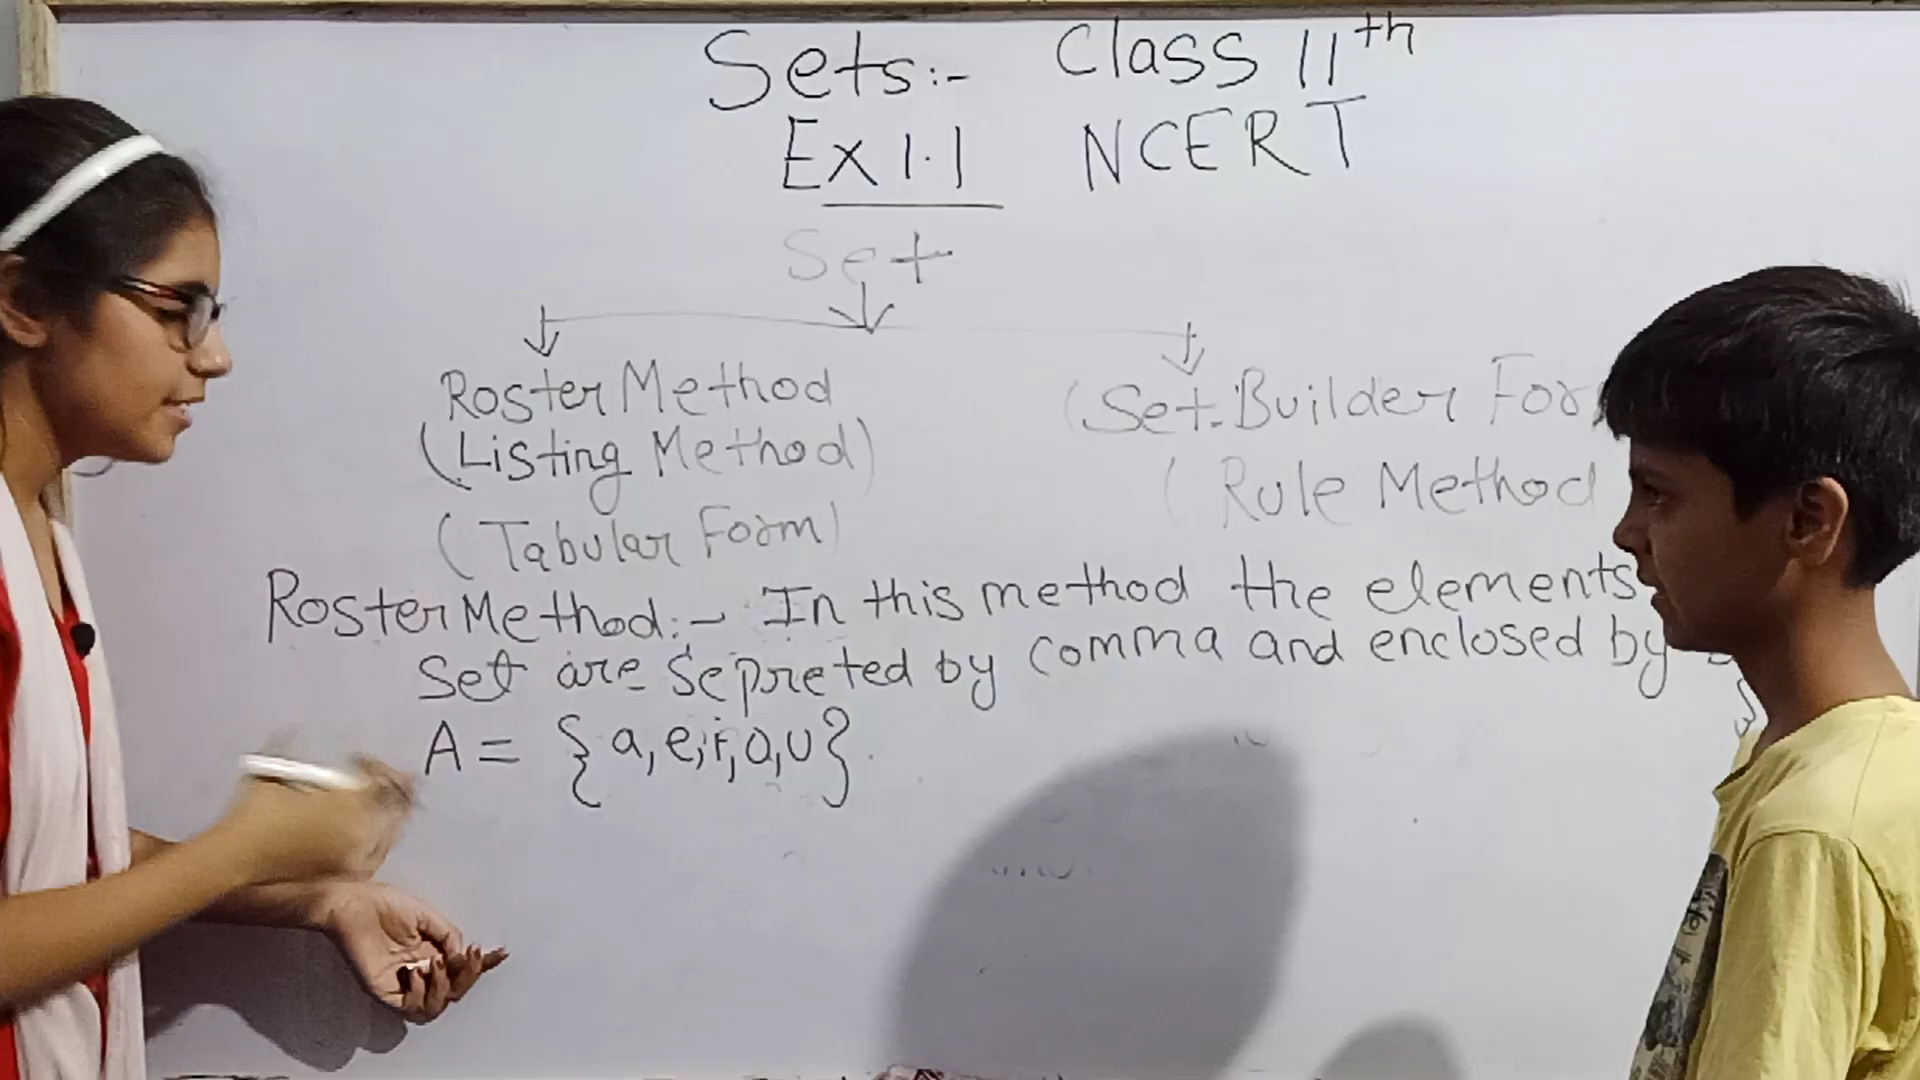 Sets:- Class 11th
Ex 1.1 NCERT
Set
Roster Method
(Set-Builder For
(Listing Method)
( Rule Method
(Tabular Form)
Roster Method:- In this method the elements
Set are Sepreted by comma and enclosed by
A = {a, e, i, o, u}.